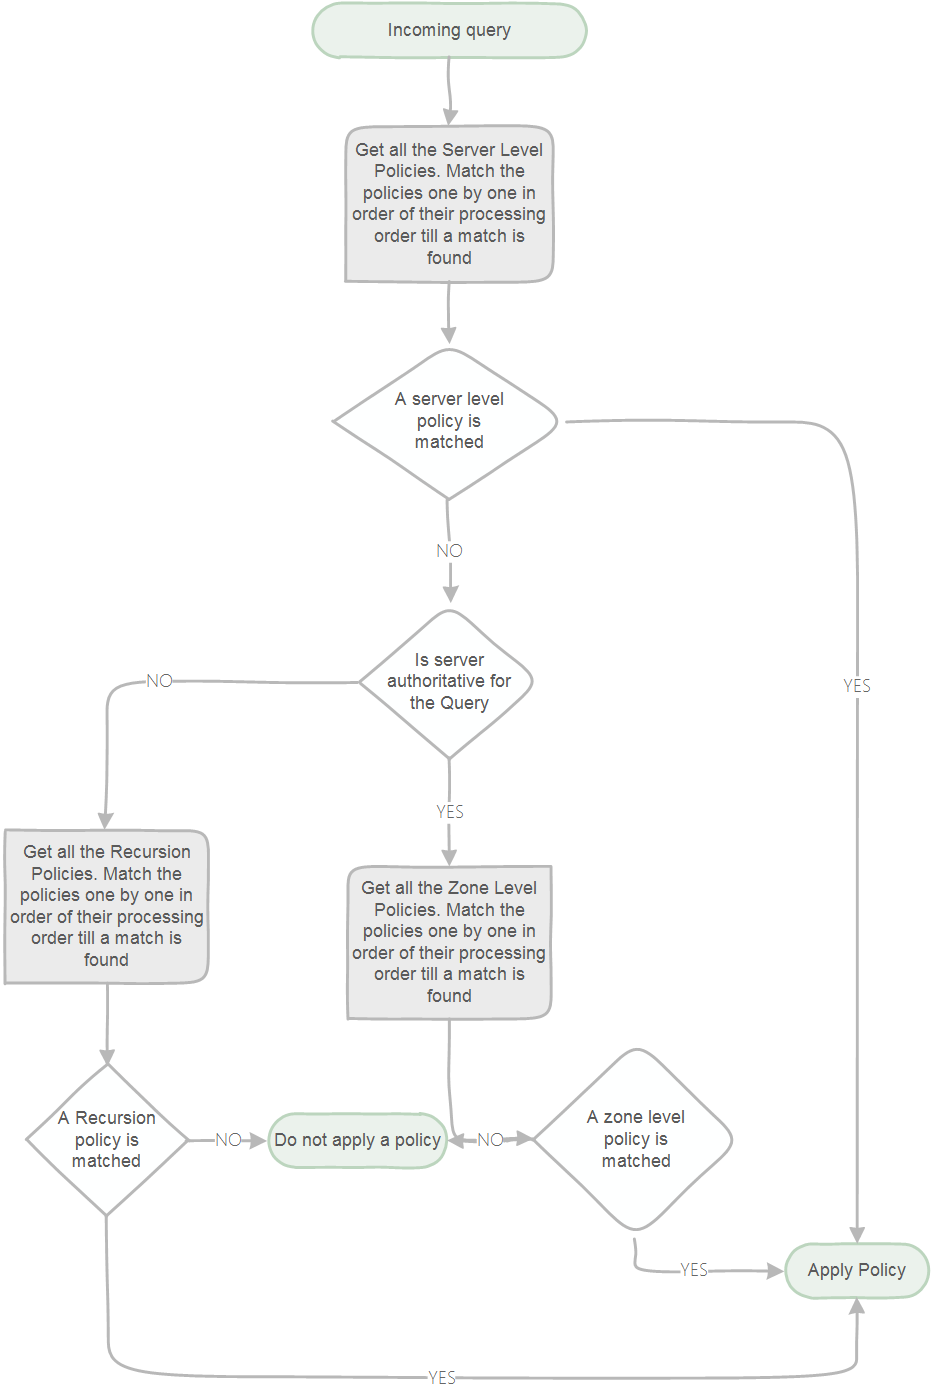 Incoming query
Get all the Server Level
Policies. Match the
policies one by one in
order of their processing
order till a match is
found
A server level
policy is
matched
NO
Is server
authoritative for
the Query
NO
YES
YES
Get all the Recursion
Policies. Match the
policies one by one in
order of their processing
order till a match is
found
Get all the Zone Level
Policies. Match the
policies one by one in
order of their processing
order till a match is
found
A Recursion
policy is
matched
NO
Do not apply a policy
NO
A zone level
policy is
matched
YES
Apply Policy
YES